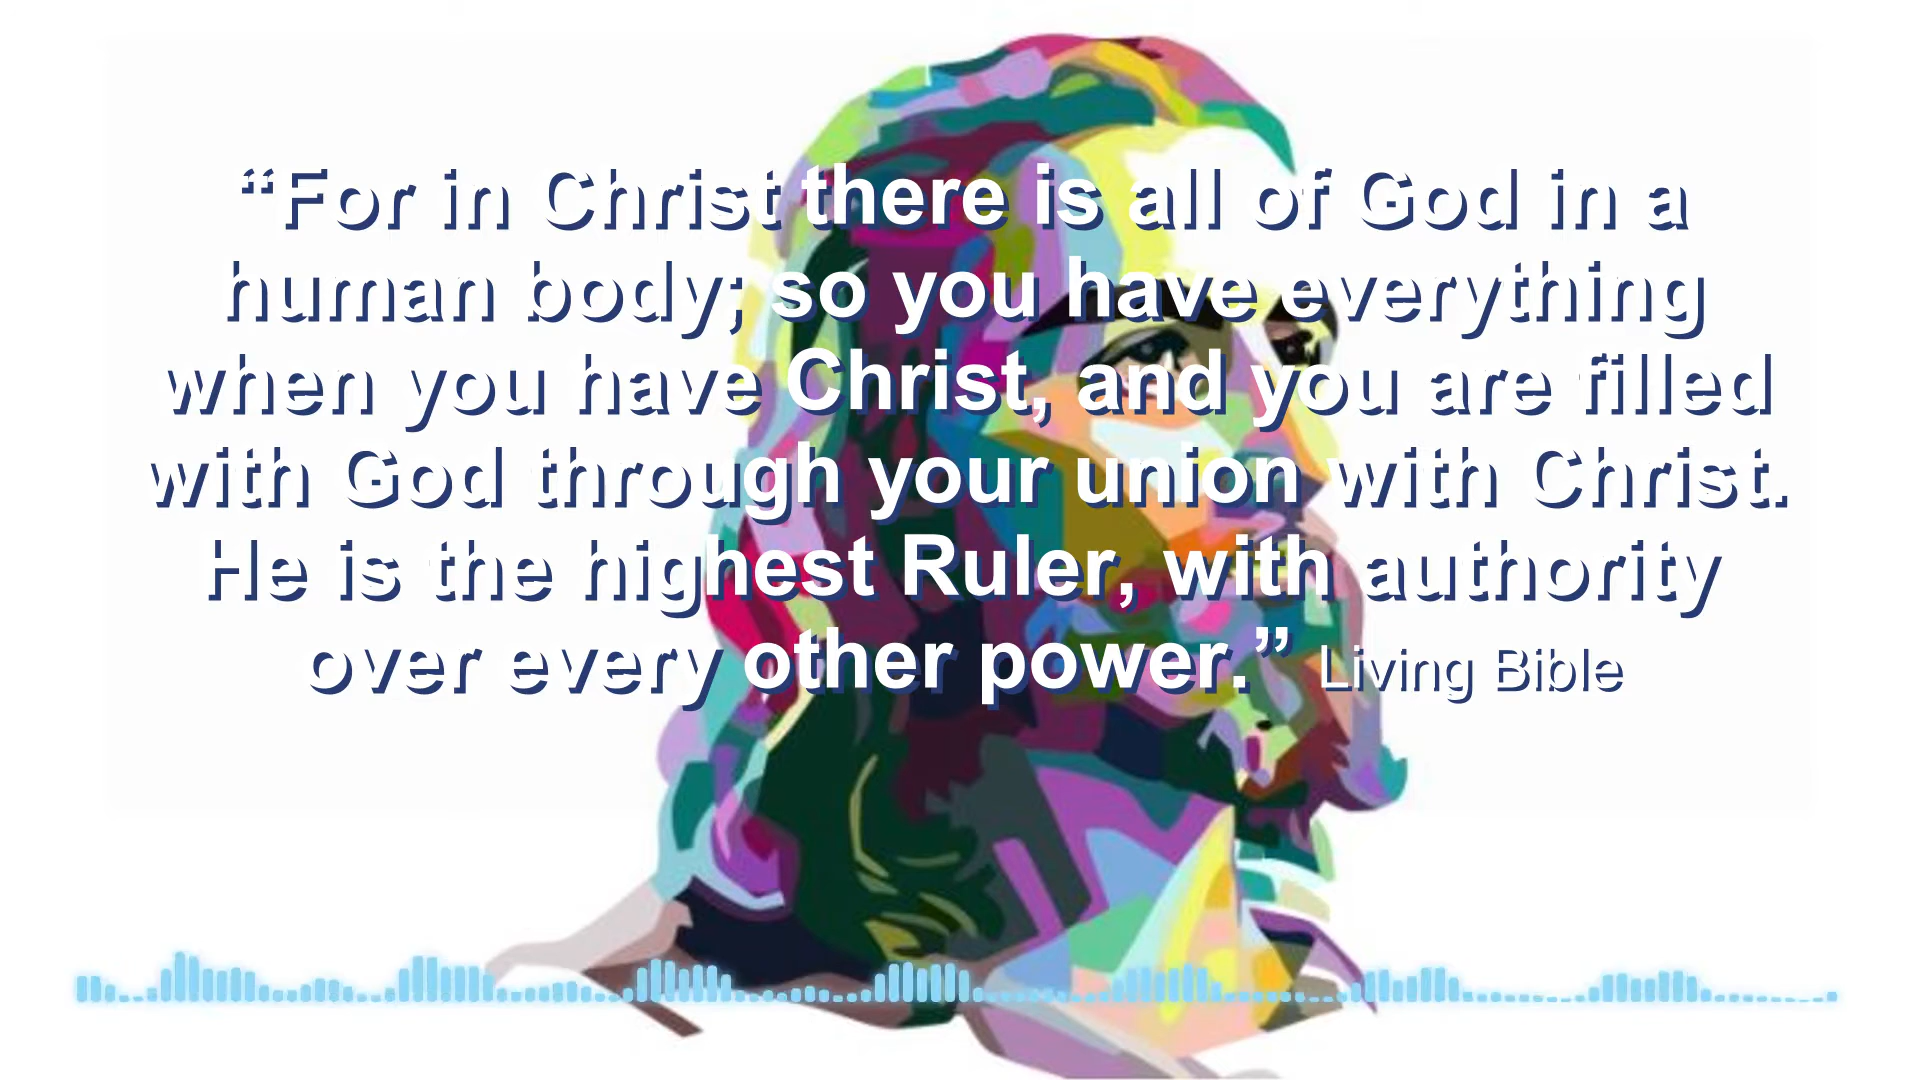 “For in Christ there is all of God in a
human body; so you have everything
when you have Christ, and you are filled
with God through your union with Christ.
He is the highest Ruler, with authority
over every other power.” Living Bible